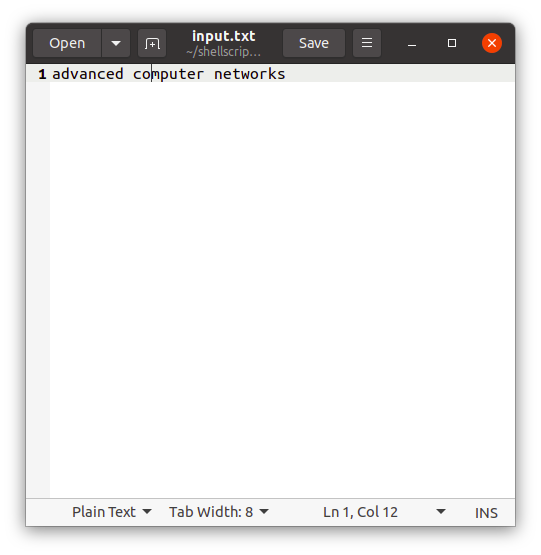 Open
input.txt
~/shellscrip...
Save
1 advanced computer networks
Plain Text
Tab Width: 8
Ln 1, Col 12
INS